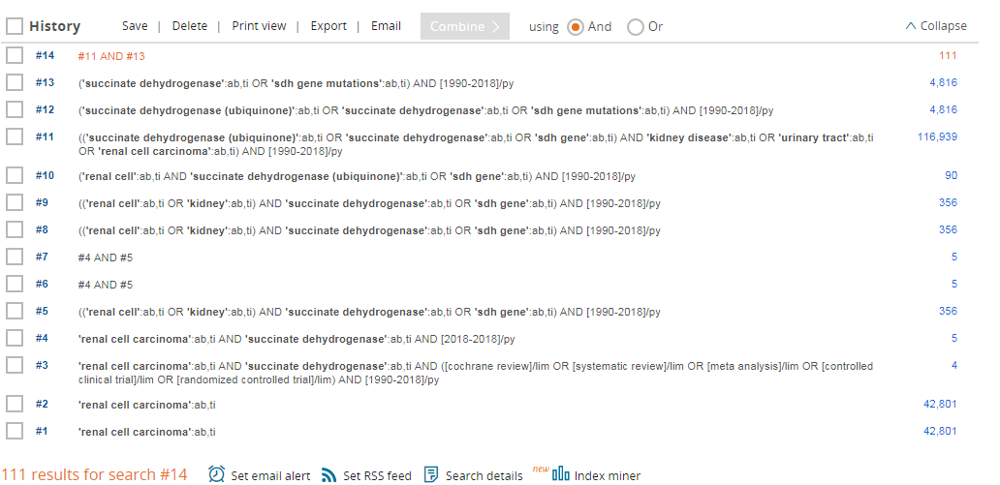 History Save | Delete | Print view | Export | Email Combine > using And Or Collapse
#14 #11 AND #13 111
#13 ('succinate dehydrogenase':ab,ti OR 'sdh gene mutations':ab,ti) AND [1990-2018]/py 4,816
#12 ('succinate dehydrogenase (ubiquinone)':ab,ti OR 'succinate dehydrogenase':ab,ti OR 'sdh gene mutations':ab,ti) AND [1990-2018]/py 4,816
#11 (('succinate dehydrogenase (ubiquinone)':ab,ti OR 'succinate dehydrogenase':ab,ti OR 'sdh gene':ab,ti) AND 'kidney disease':ab,ti OR 'urinary tract':ab,ti 116,939
OR 'renal cell carcinoma':ab,ti) AND [1990-2018]/py
#10 ('renal cell':ab,ti AND 'succinate dehydrogenase (ubiquinone)':ab,ti OR 'sdh gene':ab,ti) AND [1990-2018]/py 90
#9 (('renal cell':ab,ti OR 'kidney':ab,ti) AND 'succinate dehydrogenase':ab,ti OR 'sdh gene':ab,ti) AND [1990-2018]/py 356
#8 (('renal cell':ab,ti OR 'kidney':ab,ti) AND 'succinate dehydrogenase':ab,ti OR 'sdh gene':ab,ti) AND [1990-2018]/py 356
#7 #4 AND #5 5
#6 #4 AND #5 5
#5 (('renal cell':ab,ti OR 'kidney':ab,ti) AND 'succinate dehydrogenase':ab,ti OR 'sdh gene':ab,ti) AND [1990-2018]/py 356
#4 'renal cell carcinoma':ab,ti AND 'succinate dehydrogenase':ab,ti AND [2018-2018]/py 5
#3 'renal cell carcinoma':ab,ti AND 'succinate dehydrogenase':ab,ti AND ([cochrane review]/lim OR [systematic review]/lim OR [meta analysis]/lim OR [controlled 4
clinical trial]/lim OR [randomized controlled trial]/lim) AND [1990-2018]/py
#2 'renal cell carcinoma':ab,ti 42,801
#1 'renal cell carcinoma':ab,ti 42,801
111 results for search #14 Set email alert Set RSS feed Search details new Index miner